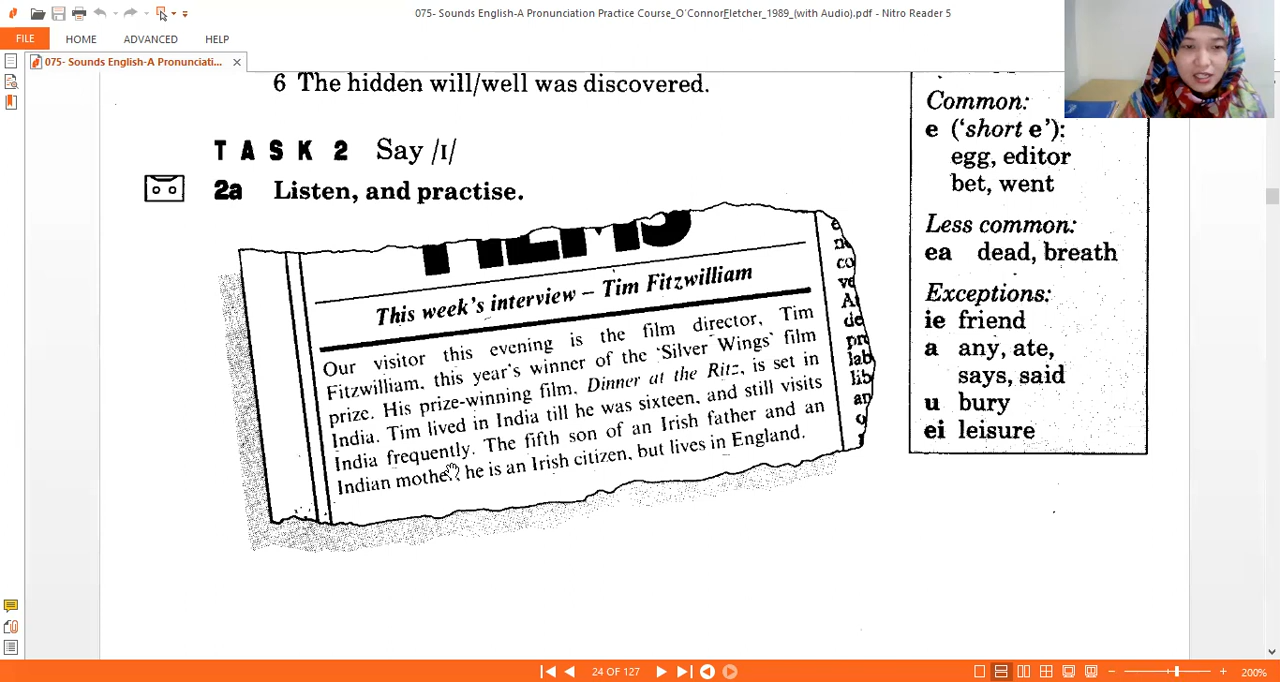 075- Sounds English-A Pronunciation Practice Course_O'ConnorFletcher_1989_(with Audio).pdf - Nitro Reader 5
FILE HOME ADVANCED HELP
075- Sounds English-A Pronunciati...
6 The hidden will/well was discovered.
TASK 2 Say /ɪ/
2a Listen, and practise.
FILMS
This week's interview – Tim Fitzwilliam
Our visitor this evening is the film director, Tim
Fitzwilliam, this year's winner of the 'Silver Wings' film
prize. His prize-winning film, Dinner at the Ritz, is set in
India. Tim lived in India till he was sixteen, and still visits
India frequently. The fifth son of an Irish father and an
Indian mother, he is an Irish citizen, but lives in England.
co
de
lab
lib
an
Common:
e ('short e'):
egg, editor
bet, went
Less common:
ea dead, breath
Exceptions:
ie friend
a any, ate,
says, said
u bury
ei leisure
24 OF 127
200%